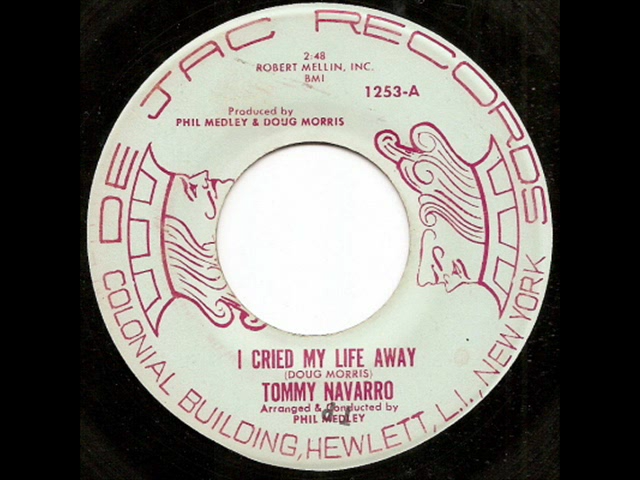 DE JAC RECORDS
2:48
ROBERT MELLIN, INC.
BMI
1253-A
Produced by
PHIL MEDLEY & DOUG MORRIS
I CRIED MY LIFE AWAY
(DOUG MORRIS)
TOMMY NAVARRO
Arranged & Conducted by
PHIL MEDLEY
COLONIAL BUILDING, HEWLETT, L.I., NEW YORK